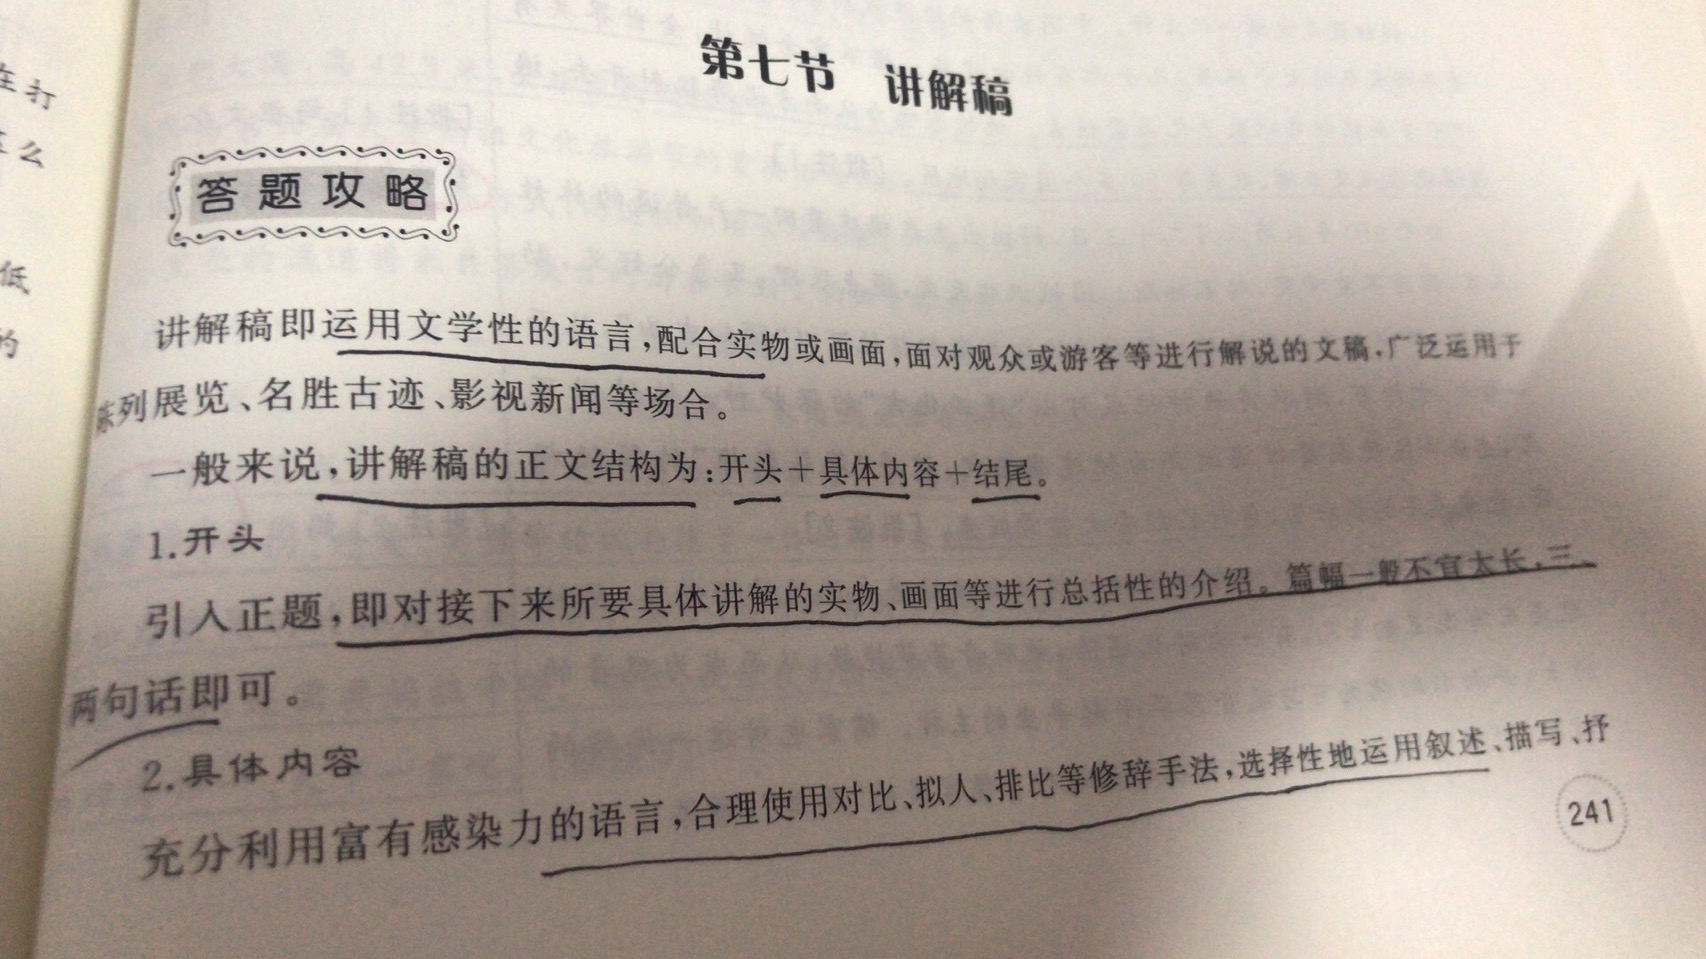 在打
么
低
的
第七节 讲解稿
答题攻略
讲解稿即运用文学性的语言,配合实物或画面,面对观众或游客等进行解说的文稿,广泛运用于
陈列展览、名胜古迹、影视新闻等场合。
一般来说,讲解稿的正文结构为:开头+具体内容+结尾。
1.开头
引入正题,即对接下来所要具体讲解的实物、画面等进行总括性的介绍。篇幅一般不宜太长,三、
两句话即可。
2.具体内容
充分利用富有感染力的语言,合理使用对比、拟人、排比等修辞手法,选择性地运用叙述、描写、抒
241